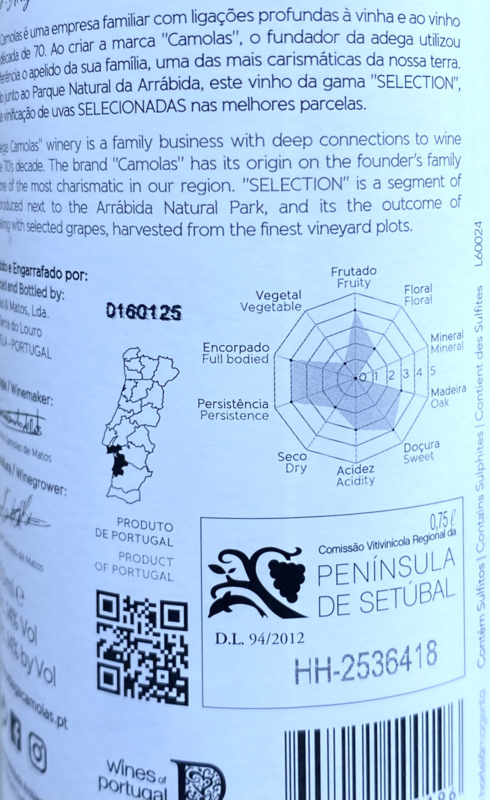 Camolas é uma empresa familiar com ligações profundas à vinha e ao vinho
década de 70. Ao criar a marca "Camolas", o fundador da adega utilizou
o apelido da sua família, uma das mais carismáticas da nossa terra.
junto ao Parque Natural da Arrábida, este vinho da gama "SELECTION",
vinificação de uvas SELECIONADAS nas melhores parcelas.
Camolas" winery is a family business with deep connections to wine
70's decade. The brand "Camolas" has its origin on the founder's family
one of the most charismatic in our region. "SELECTION" is a segment of
produced next to the Arrábida Natural Park, and its the outcome of
with selected grapes, harvested from the finest vineyard plots.
e Engarrafado por:
and Bottled by:
& Matos, Lda.
do Louro
PORTUGAL
/ Winemaker:
de Matos
/ Winegrower:
de Matos
0160125
Frutado
Fruity
Floral
Floral
Mineral
Mineral
Madeira
Oak
Doçura
Sweet
Acidez
Acidity
Seco
Dry
Persistência
Persistence
Encorpado
Full bodied
Vegetal
Vegetable
0 1 2 3 4 5
PRODUTO
DE PORTUGAL
PRODUCT
OF PORTUGAL
Vol
by Vol
camolas.pt
Wines of
portugal
0,75 ℓ
Comissão Vitivinícola Regional da
PENÍNSULA
DE SETÚBAL
D.L. 94/2012
HH-2536418
Contém Sulfitos | Contains Sulphites | Contient des Sulfites L60024